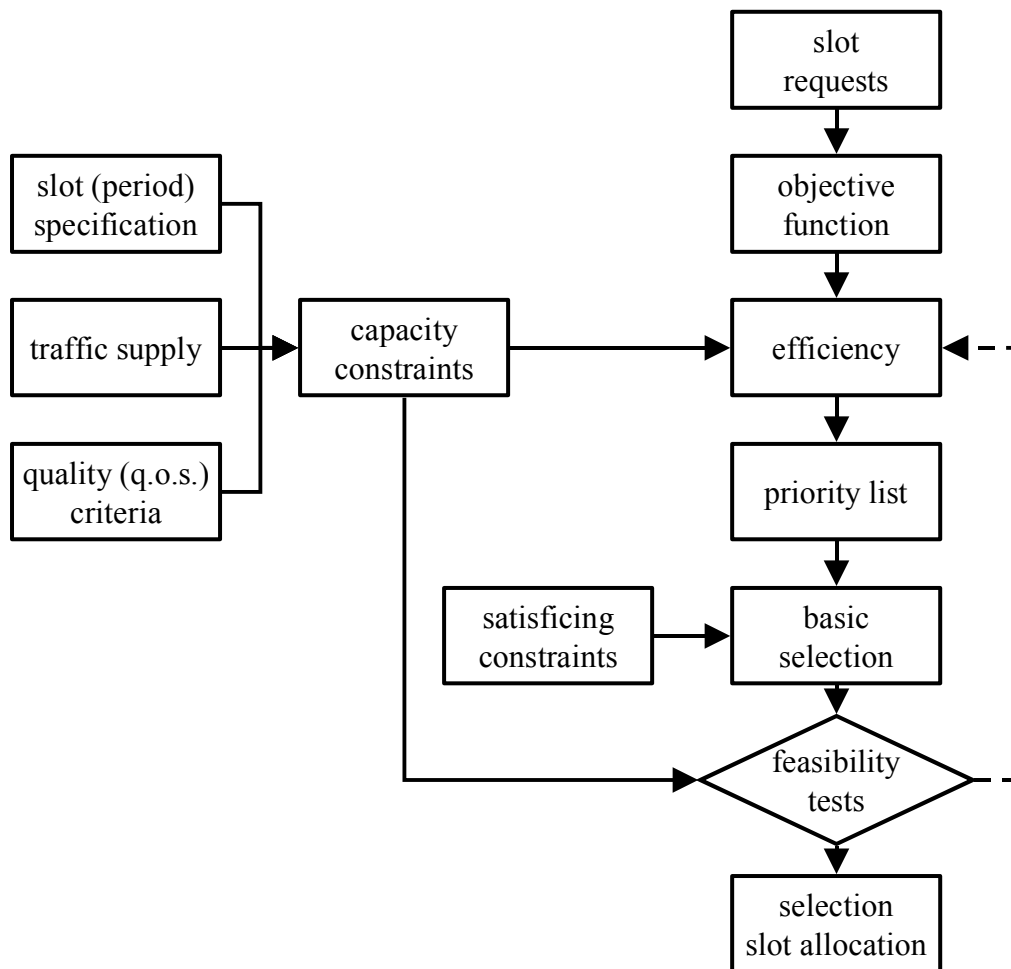 slot
requests
slot (period)
specification
objective
function
traffic supply
capacity
constraints
efficiency
quality (q.o.s.)
criteria
priority list
satisficing
constraints
basic
selection
feasibility
tests
selection
slot allocation